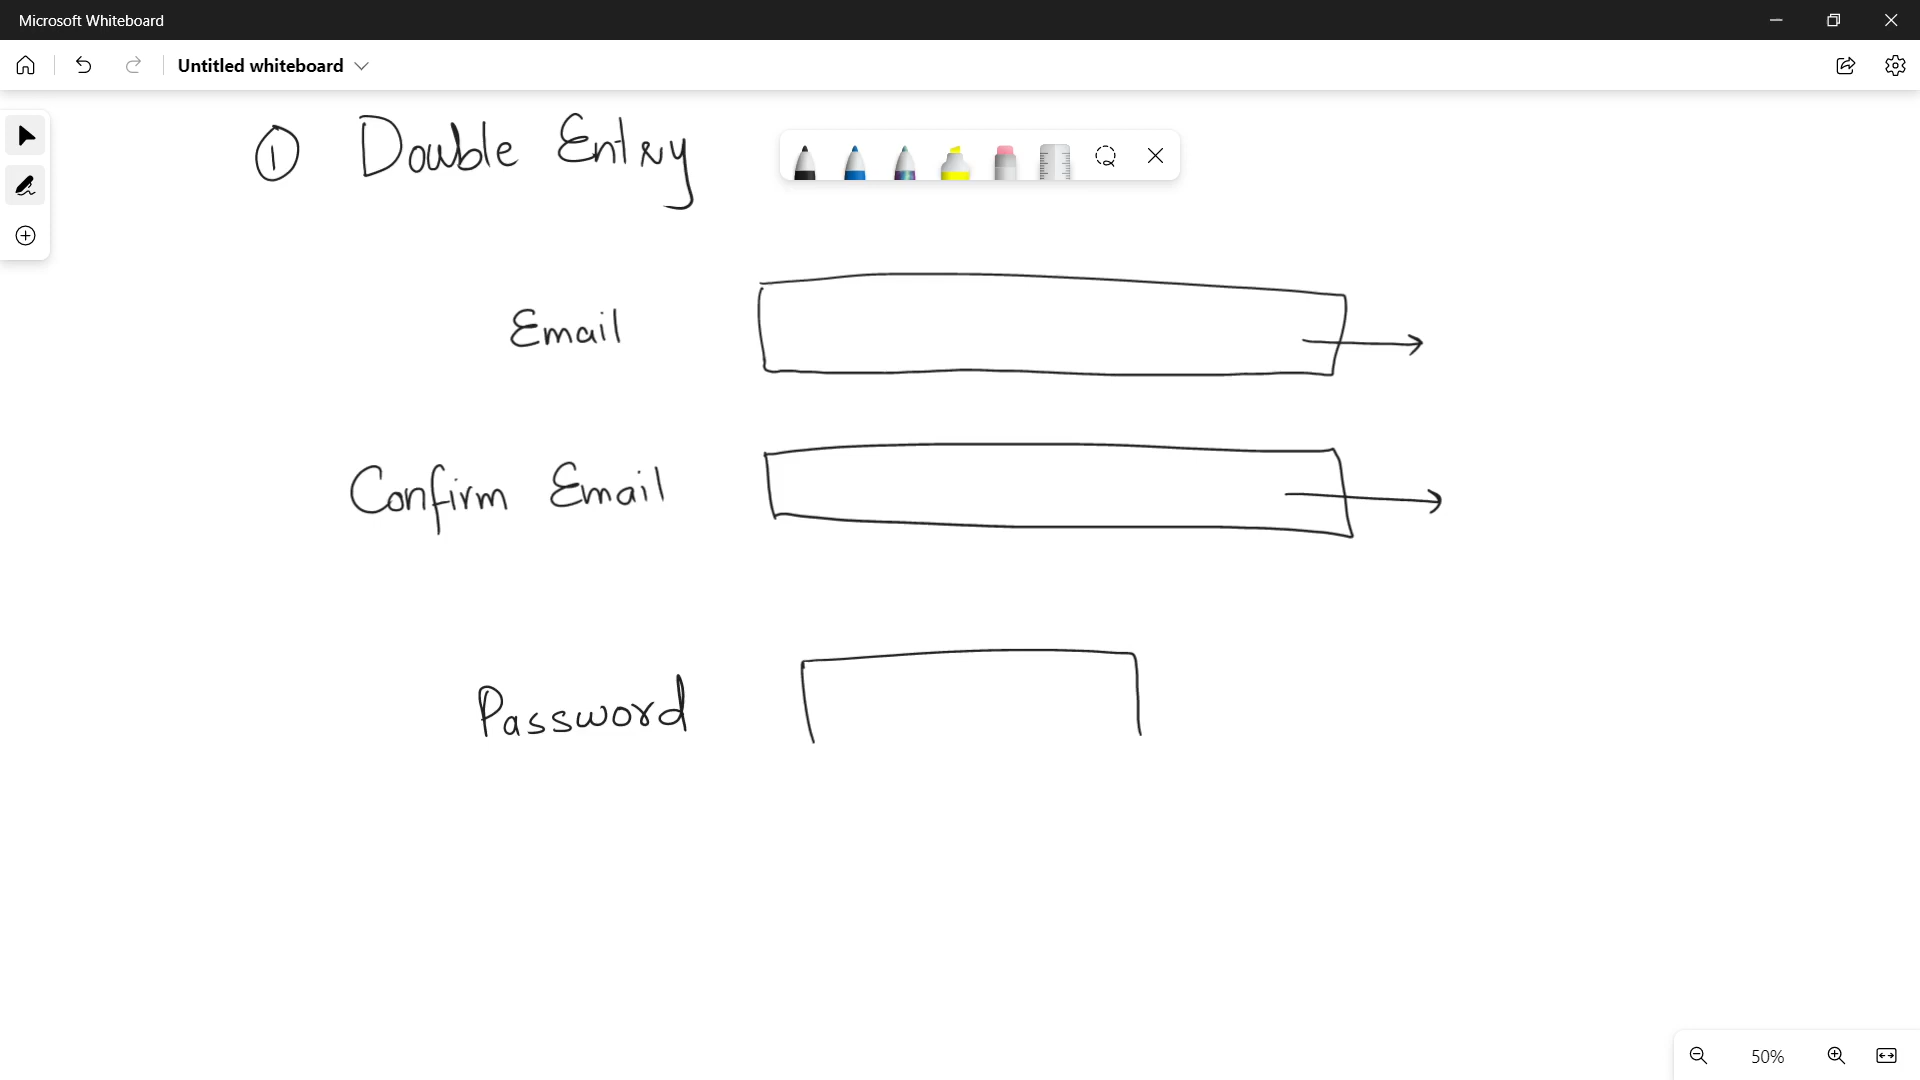 Microsoft Whiteboard
Untitled whiteboard
① Double Entry
Email
Confirm Email
Password
50%